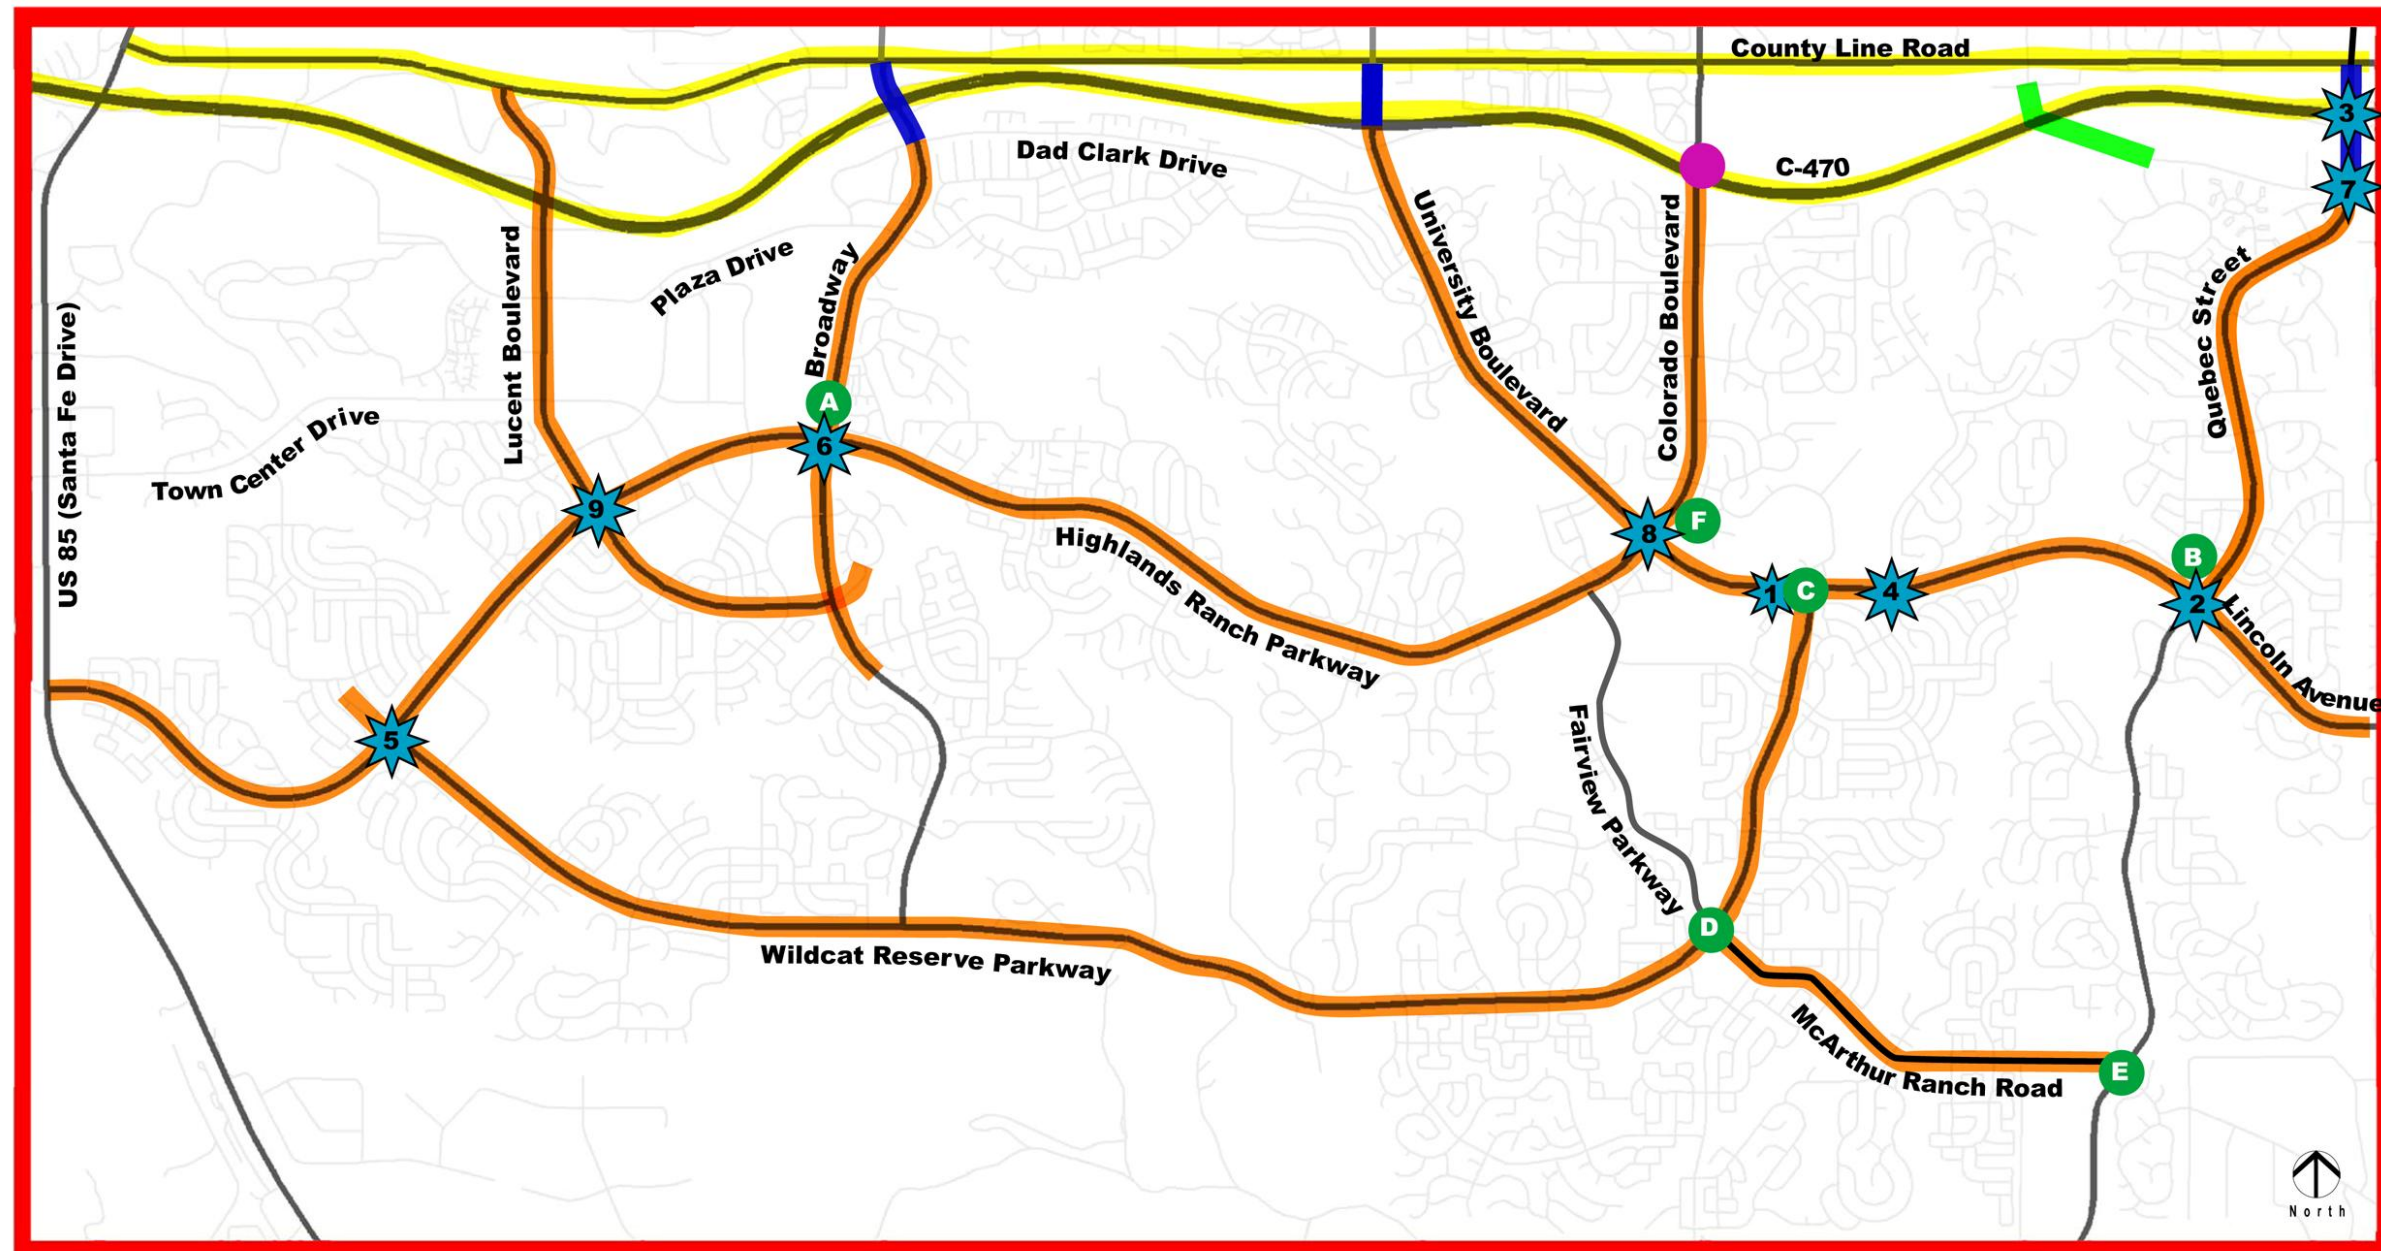 County Line Road
3
Dad Clark Drive
C-470
7
Plaza Drive
Broadway
Lucent Boulevard
University Boulevard
Colorado Boulevard
Quebec Street
US 85 (Santa Fe Drive)
Town Center Drive
A
6
9
Highlands Ranch Parkway
8
F
1
C
4
B
2
Lincoln Avenue
5
Fairview Parkway
Wildcat Reserve Parkway
D
McArthur Ranch Road
E
North